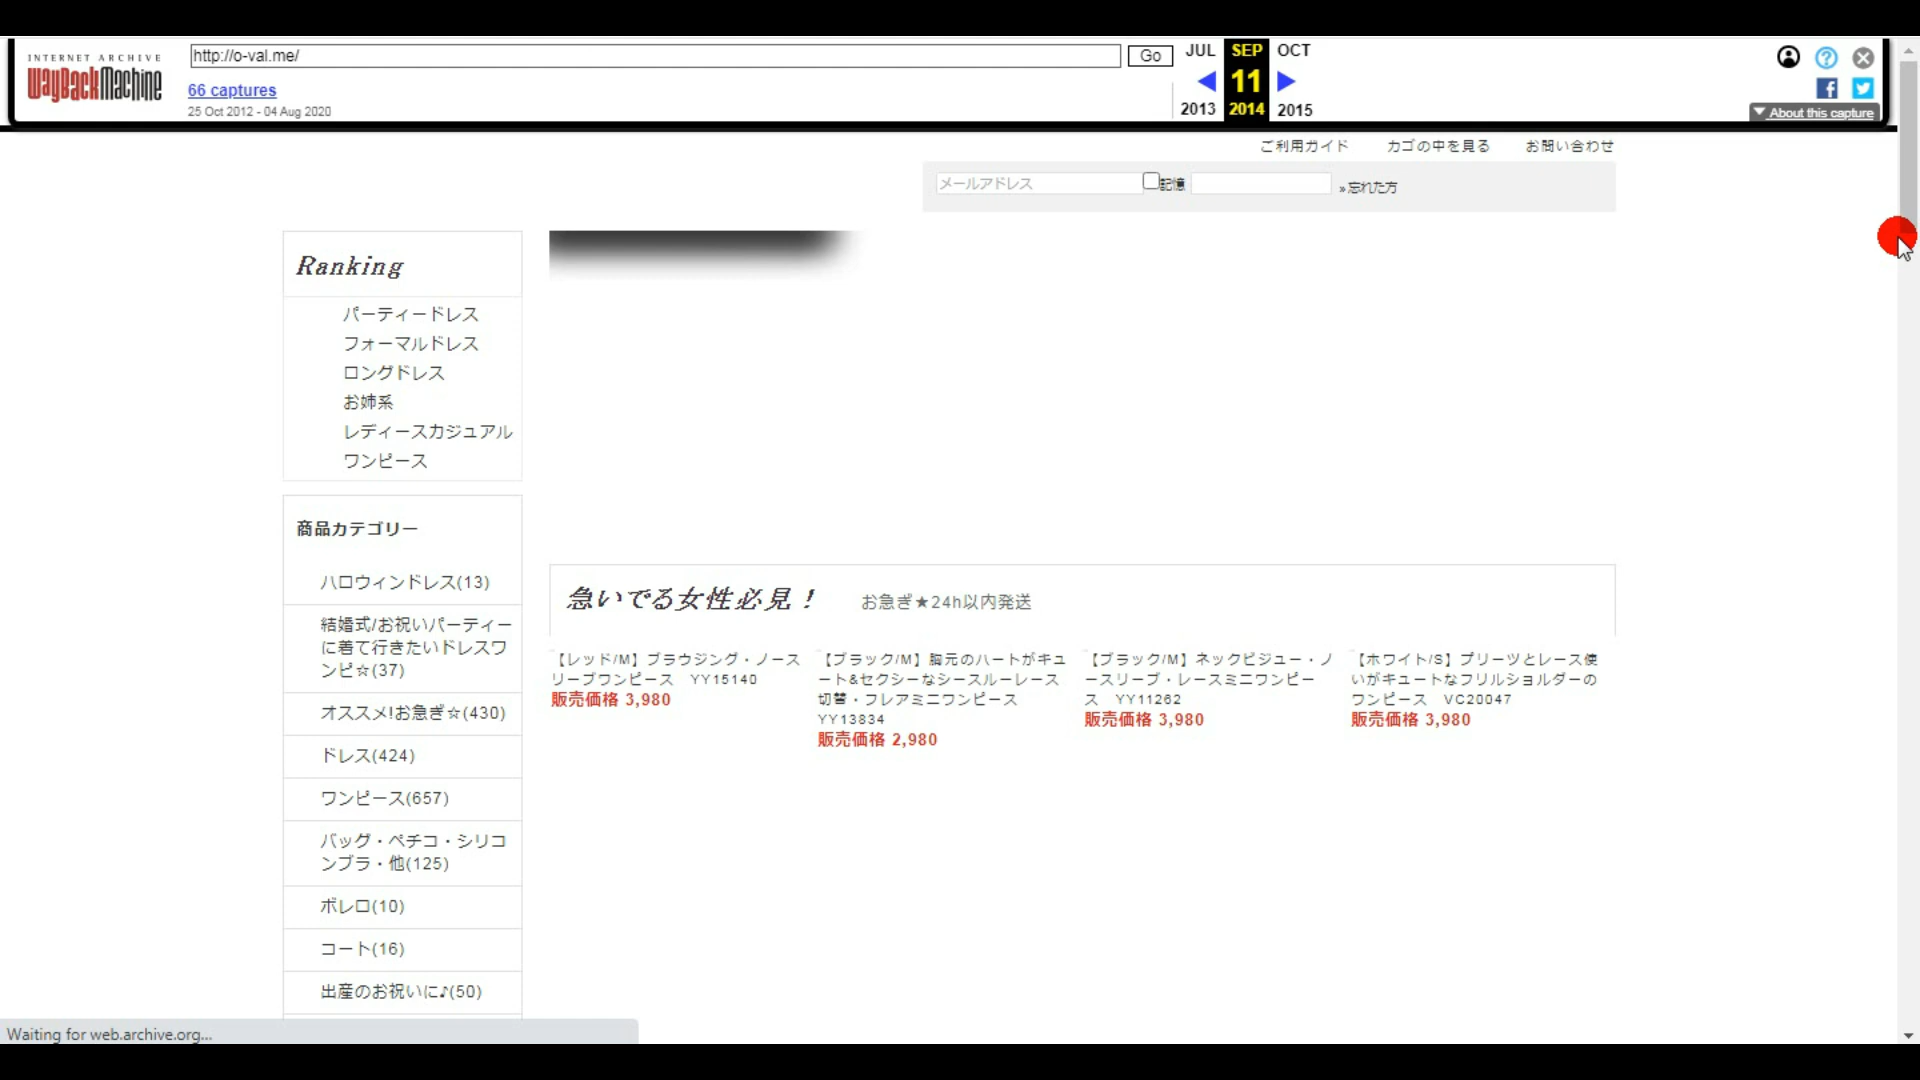 INTERNET ARCHIVE
WayBackMachine
http://o-val.me/
Go
66 captures
25 Oct 2012 - 04 Aug 2020
JUL SEP OCT
11
2013 2014 2015
About this capture
ご利用ガイド カゴの中を見る お問い合わせ
メールアドレス 記憶 »忘れた方
Ranking
パーティードレス
フォーマルドレス
ロングドレス
お姉系
レディースカジュアル
ワンピース
商品カテゴリー
ハロウィンドレス(13)
結婚式/お祝いパーティー
に着て行きたいドレスワ
ンピ☆(37)
オススメ!お急ぎ☆(430)
ドレス(424)
ワンピース(657)
バッグ・ペチコ・シリコ
ンブラ・他(125)
ボレロ(10)
コート(16)
出産のお祝いに♪(50)
急いでる女性必見！ お急ぎ★24h以内発送
【レッド/M】ブラウジング・ノース
リーブワンピース YY15140
販売価格 3,980
【ブラック/M】胸元のハートがキュ
ート&セクシーなシースルーレース
切替・フレアミニワンピース
YY13834
販売価格 2,980
【ブラック/M】ネックビジュー・ノ
ースリーブ・レースミニワンピー
ス YY11262
販売価格 3,980
【ホワイト/S】プリーツとレース使
いがキュートなフリルショルダーの
ワンピース VC20047
販売価格 3,980
Waiting for web.archive.org...